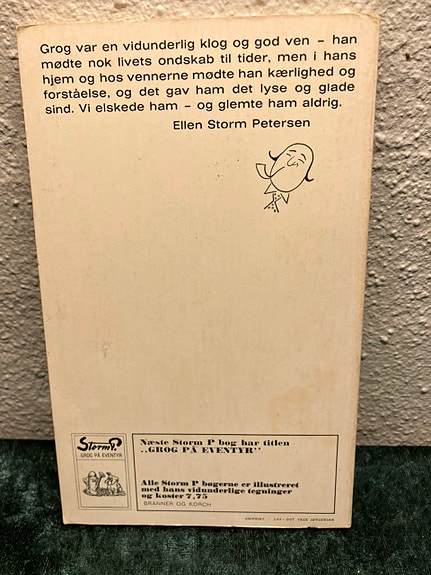 Grog var en vidunderlig klog og god ven – han
mødte nok livets ondskab til tider, men i hans
hjem og hos vennerne mødte han kærlighed og
forståelse, og det gav ham det lyse og glade
sind. Vi elskede ham – og glemte ham aldrig.
Ellen Storm Petersen
Storm P.
GROG PÅ EVENTYR
Næste Storm P bog har titlen
„GROG PÅ EVENTYR”
Alle Storm P bøgerne er illustreret
med hans vidunderlige tegninger
og koster 7,75
BRANNER OG KORCH
TAGE JØRGENSEN